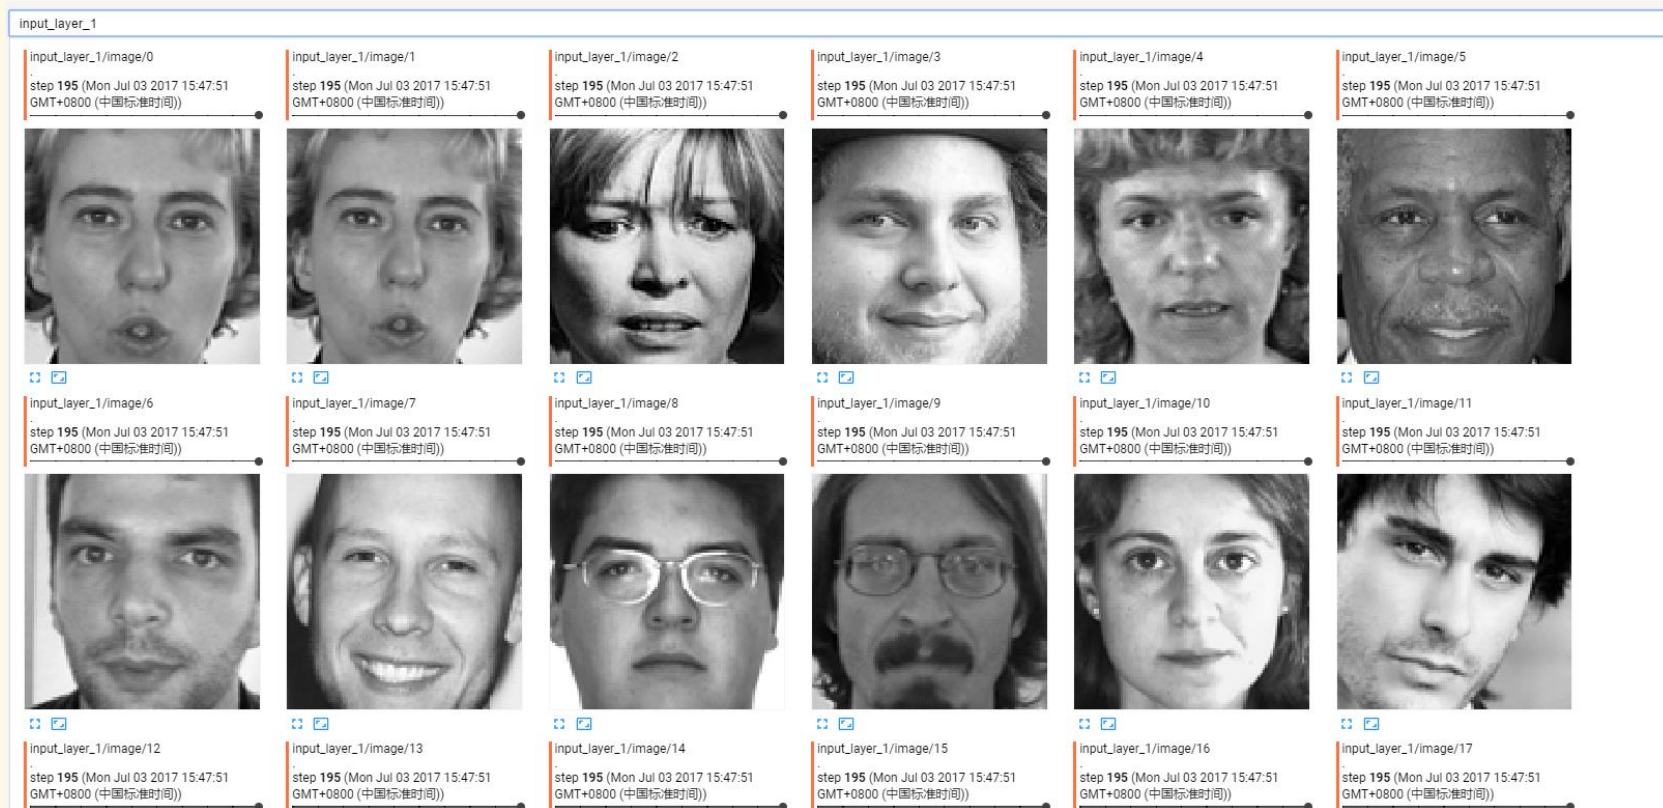 input_layer_1
input_layer_1/image/0
.
step 195 (Mon Jul 03 2017 15:47:51
GMT+0800 (中国标准时间))
input_layer_1/image/1
.
step 195 (Mon Jul 03 2017 15:47:51
GMT+0800 (中国标准时间))
input_layer_1/image/2
.
step 195 (Mon Jul 03 2017 15:47:51
GMT+0800 (中国标准时间))
input_layer_1/image/3
.
step 195 (Mon Jul 03 2017 15:47:51
GMT+0800 (中国标准时间))
input_layer_1/image/4
.
step 195 (Mon Jul 03 2017 15:47:51
GMT+0800 (中国标准时间))
input_layer_1/image/5
.
step 195 (Mon Jul 03 2017 15:47:51
GMT+0800 (中国标准时间))
input_layer_1/image/6
.
step 195 (Mon Jul 03 2017 15:47:51
GMT+0800 (中国标准时间))
input_layer_1/image/7
.
step 195 (Mon Jul 03 2017 15:47:51
GMT+0800 (中国标准时间))
input_layer_1/image/8
.
step 195 (Mon Jul 03 2017 15:47:51
GMT+0800 (中国标准时间))
input_layer_1/image/9
.
step 195 (Mon Jul 03 2017 15:47:51
GMT+0800 (中国标准时间))
input_layer_1/image/10
.
step 195 (Mon Jul 03 2017 15:47:51
GMT+0800 (中国标准时间))
input_layer_1/image/11
.
step 195 (Mon Jul 03 2017 15:47:51
GMT+0800 (中国标准时间))
input_layer_1/image/12
.
step 195 (Mon Jul 03 2017 15:47:51
GMT+0800 (中国标准时间))
input_layer_1/image/13
.
step 195 (Mon Jul 03 2017 15:47:51
GMT+0800 (中国标准时间))
input_layer_1/image/14
.
step 195 (Mon Jul 03 2017 15:47:51
GMT+0800 (中国标准时间))
input_layer_1/image/15
.
step 195 (Mon Jul 03 2017 15:47:51
GMT+0800 (中国标准时间))
input_layer_1/image/16
.
step 195 (Mon Jul 03 2017 15:47:51
GMT+0800 (中国标准时间))
input_layer_1/image/17
.
step 195 (Mon Jul 03 2017 15:47:51
GMT+0800 (中国标准时间))